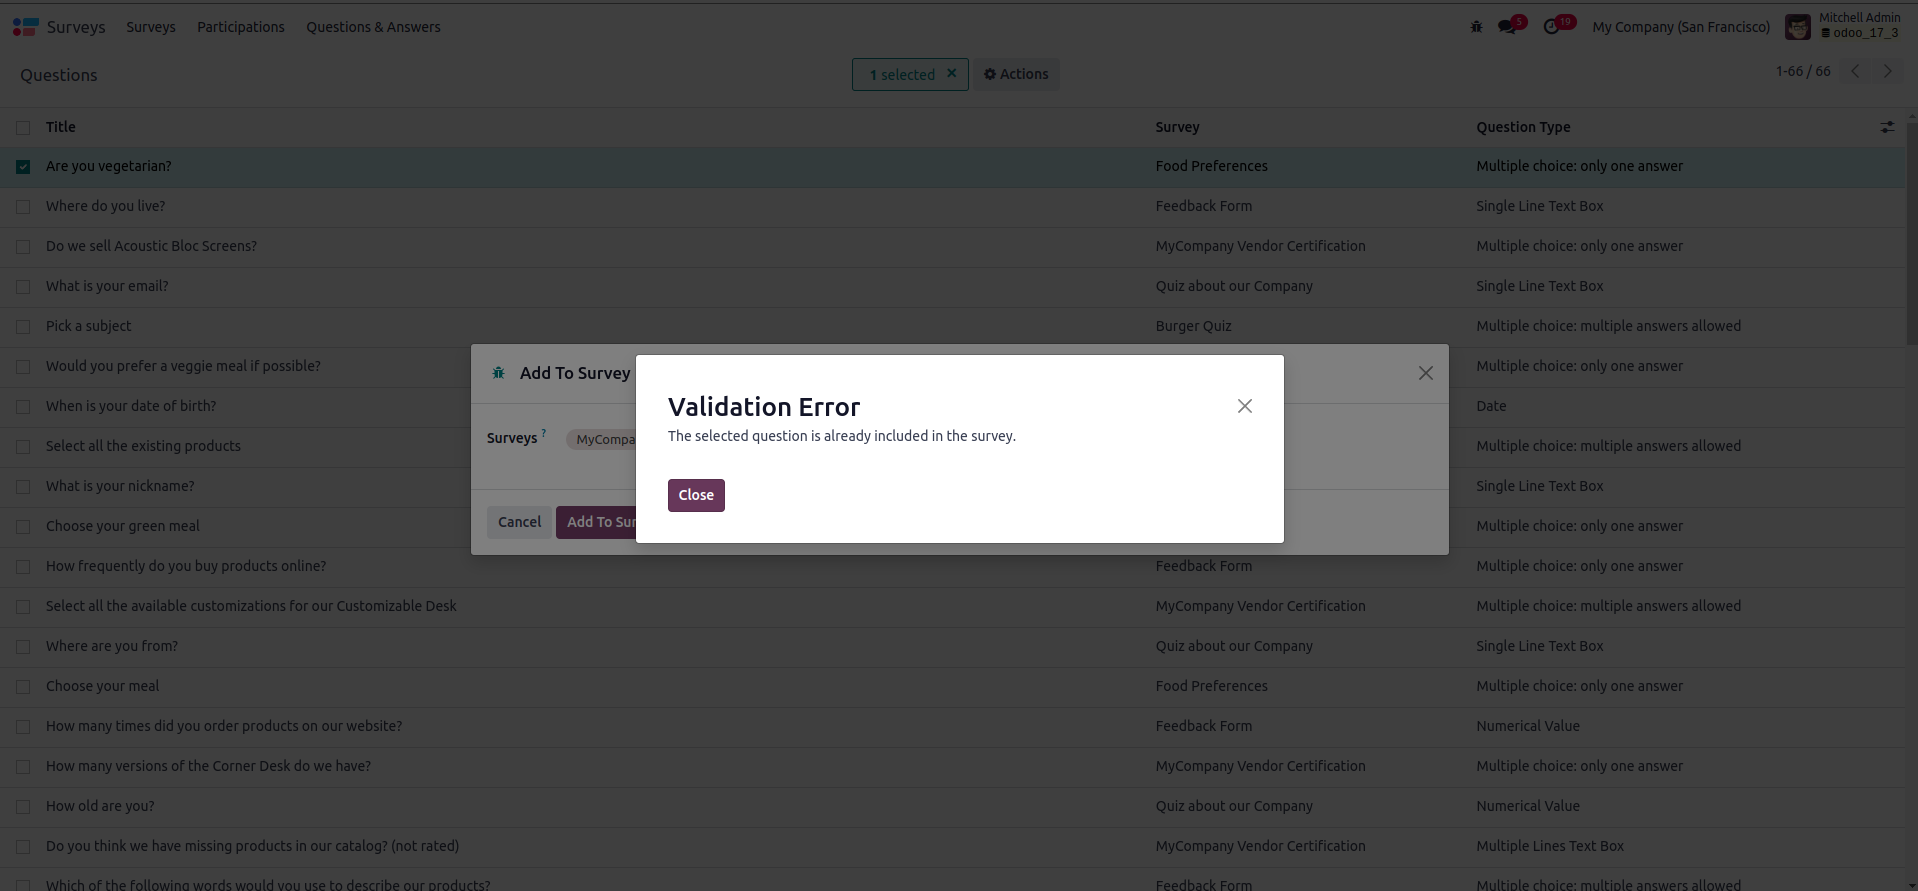 Surveys Surveys Participations Questions & Answers 5 19 My Company (San Francisco) Mitchell Admin
odoo_17_3
Questions 1 selected Actions 1-66 / 66
Title Survey Question Type
Are you vegetarian? Food Preferences Multiple choice: only one answer
Where do you live? Feedback Form Single Line Text Box
Do we sell Acoustic Bloc Screens? MyCompany Vendor Certification Multiple choice: only one answer
What is your email? Quiz about our Company Single Line Text Box
Pick a subject Burger Quiz Multiple choice: multiple answers allowed
Would you prefer a veggie meal if possible? Multiple choice: only one answer
Add To Survey
When is your date of birth? Date
Validation Error
The selected question is already included in the survey.
Surveys ? MyCompa
Select all the existing products Multiple choice: multiple answers allowed
What is your nickname? Single Line Text Box
Close
Cancel Add To Sur
Choose your green meal Multiple choice: only one answer
How frequently do you buy products online? Feedback Form Multiple choice: only one answer
Select all the available customizations for our Customizable Desk MyCompany Vendor Certification Multiple choice: multiple answers allowed
Where are you from? Quiz about our Company Single Line Text Box
Choose your meal Food Preferences Multiple choice: only one answer
How many times did you order products on our website? Feedback Form Numerical Value
How many versions of the Corner Desk do we have? MyCompany Vendor Certification Multiple choice: only one answer
How old are you? Quiz about our Company Numerical Value
Do you think we have missing products in our catalog? (not rated) MyCompany Vendor Certification Multiple Lines Text Box
Which of the following words would you use to describe our products? Feedback Form Multiple choice: multiple answers allowed